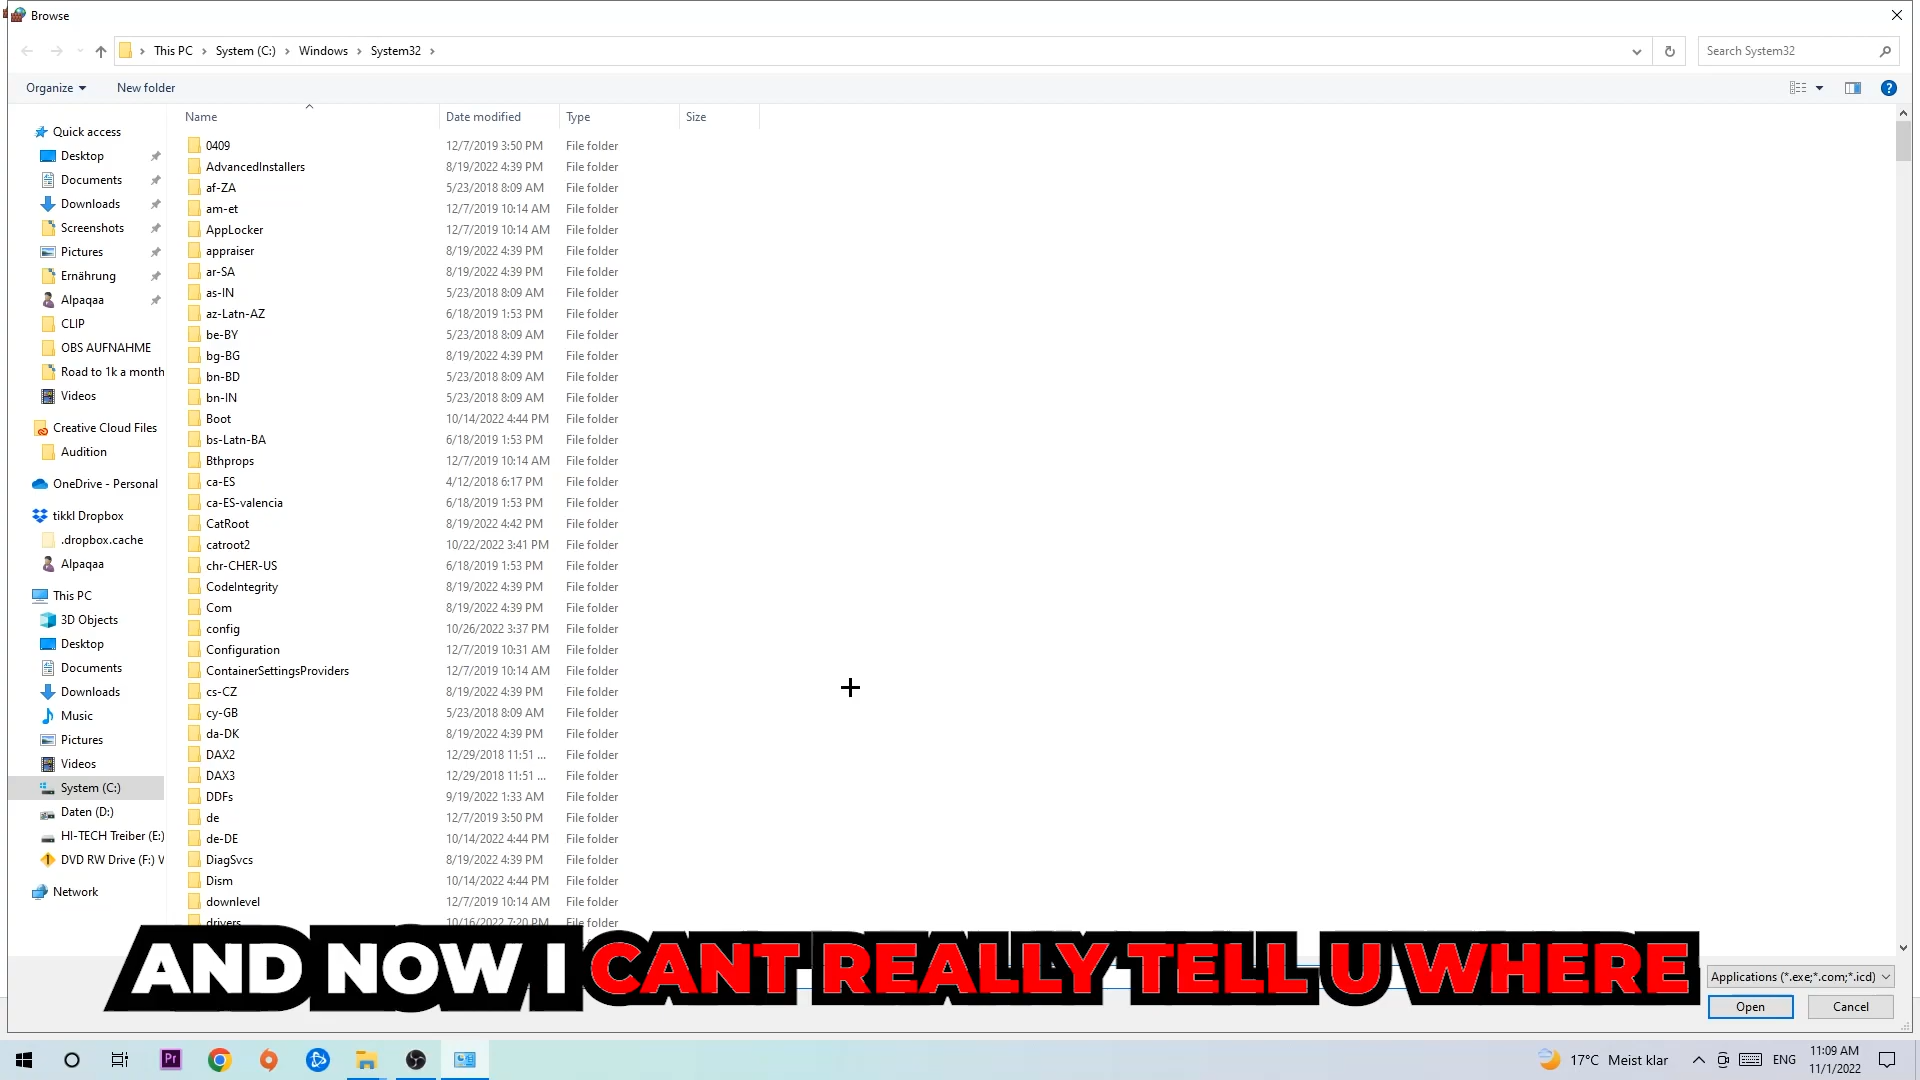 Browse
This PC
System (C:)
Windows
System32
Search System32
Organize
New folder
Name
Date modified
Type
Size
Quick access
Desktop
Documents
Downloads
Screenshots
Pictures
Ernährung
Alpaqaa
CLIP
OBS AUFNAHME
Road to 1k a month
Videos
Creative Cloud Files
Audition
OneDrive - Personal
tikkl Dropbox
.dropbox.cache
Alpaqaa
This PC
3D Objects
Desktop
Documents
Downloads
Music
Pictures
Videos
System (C:)
Daten (D:)
HI-TECH Treiber (E:)
DVD RW Drive (F:) V
Network
0409 12/7/2019 3:50 PM File folder
AdvancedInstallers 8/19/2022 4:39 PM File folder
af-ZA 5/23/2018 8:09 AM File folder
am-et 12/7/2019 10:14 AM File folder
AppLocker 12/7/2019 10:14 AM File folder
appraiser 8/19/2022 4:39 PM File folder
ar-SA 8/19/2022 4:39 PM File folder
as-IN 5/23/2018 8:09 AM File folder
az-Latn-AZ 6/18/2019 1:53 PM File folder
be-BY 5/23/2018 8:09 AM File folder
bg-BG 8/19/2022 4:39 PM File folder
bn-BD 5/23/2018 8:09 AM File folder
bn-IN 5/23/2018 8:09 AM File folder
Boot 10/14/2022 4:44 PM File folder
bs-Latn-BA 6/18/2019 1:53 PM File folder
Bthprops 12/7/2019 10:14 AM File folder
ca-ES 4/12/2018 6:17 PM File folder
ca-ES-valencia 6/18/2019 1:53 PM File folder
CatRoot 8/19/2022 4:42 PM File folder
catroot2 10/22/2022 3:41 PM File folder
chr-CHER-US 6/18/2019 1:53 PM File folder
CodeIntegrity 8/19/2022 4:39 PM File folder
Com 8/19/2022 4:39 PM File folder
config 10/26/2022 3:37 PM File folder
Configuration 12/7/2019 10:31 AM File folder
ContainerSettingsProviders 12/7/2019 10:14 AM File folder
cs-CZ 8/19/2022 4:39 PM File folder
cy-GB 5/23/2018 8:09 AM File folder
da-DK 8/19/2022 4:39 PM File folder
DAX2 12/29/2018 11:51 ... File folder
DAX3 12/29/2018 11:51 ... File folder
DDFs 9/19/2022 1:33 AM File folder
de 12/7/2019 3:50 PM File folder
de-DE 10/14/2022 4:44 PM File folder
DiagSvcs 8/19/2022 4:39 PM File folder
Dism 10/14/2022 4:44 PM File folder
downlevel 12/7/2019 10:14 AM File folder
drivers 10/16/2022 7:20 PM File folder
AND NOW I CANT REALLY TELL U WHERE
Applications (*.exe;*.com;*.icd)
Open
Cancel
Pr
17°C Meist klar
ENG
11:09 AM
11/1/2022